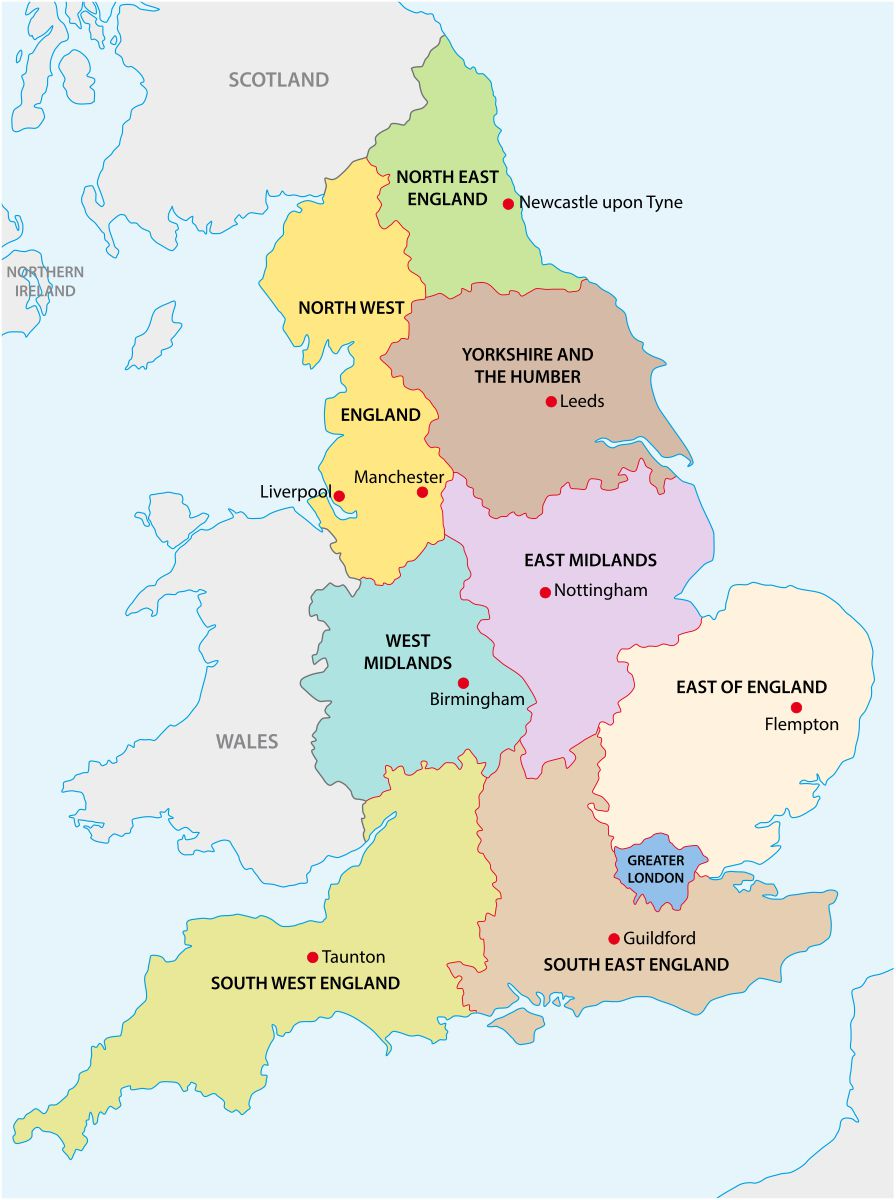 SCOTLAND
NORTH EAST
ENGLAND
Newcastle upon Tyne
NORTHERN
IRELAND
NORTH WEST
YORKSHIRE AND
THE HUMBER
Leeds
ENGLAND
Manchester
Liverpool
EAST MIDLANDS
Nottingham
WEST
MIDLANDS
Birmingham
EAST OF ENGLAND
Flempton
WALES
GREATER
LONDON
Guildford
SOUTH EAST ENGLAND
Taunton
SOUTH WEST ENGLAND